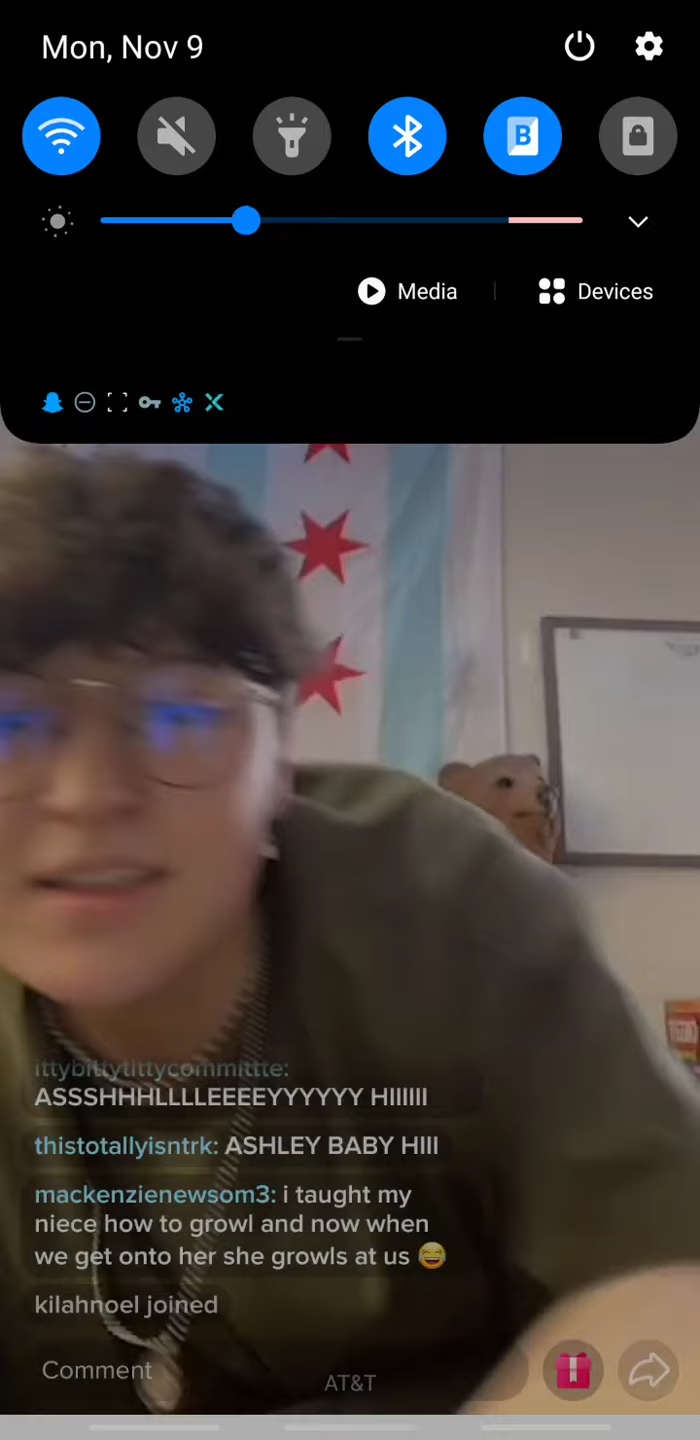 Mon, Nov 9
B
Media
Devices
ittybittytittycommittte:
ASSSHHHLLLLEEEEYYYYYY HIIIIII
thistotallyisntrk: ASHLEY BABY HIII
mackenzienewsom3: i taught my
niece how to growl and now when
we get onto her she growls at us 😄
kilahnoel joined
Comment
AT&T